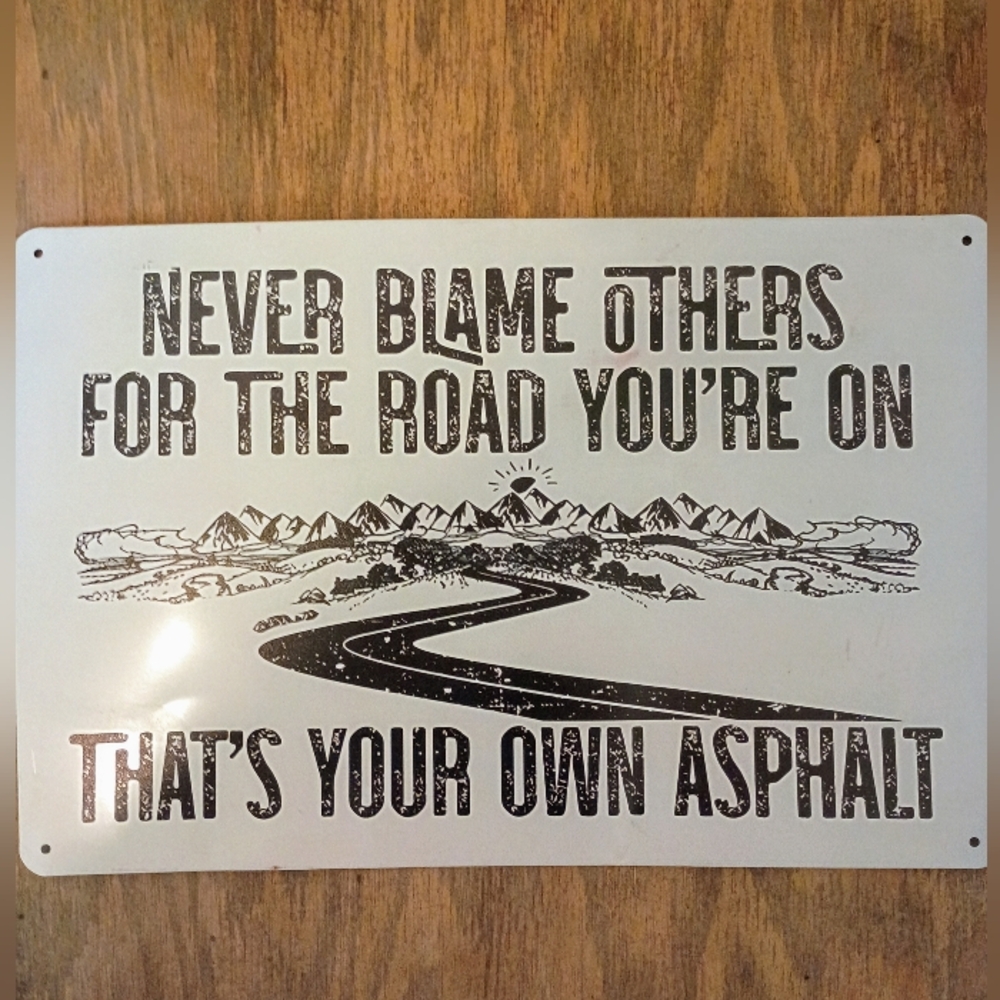 NEVER BLAME OTHERS
FOR THE ROAD YOU'RE ON
THAT'S YOUR OWN ASPHALT